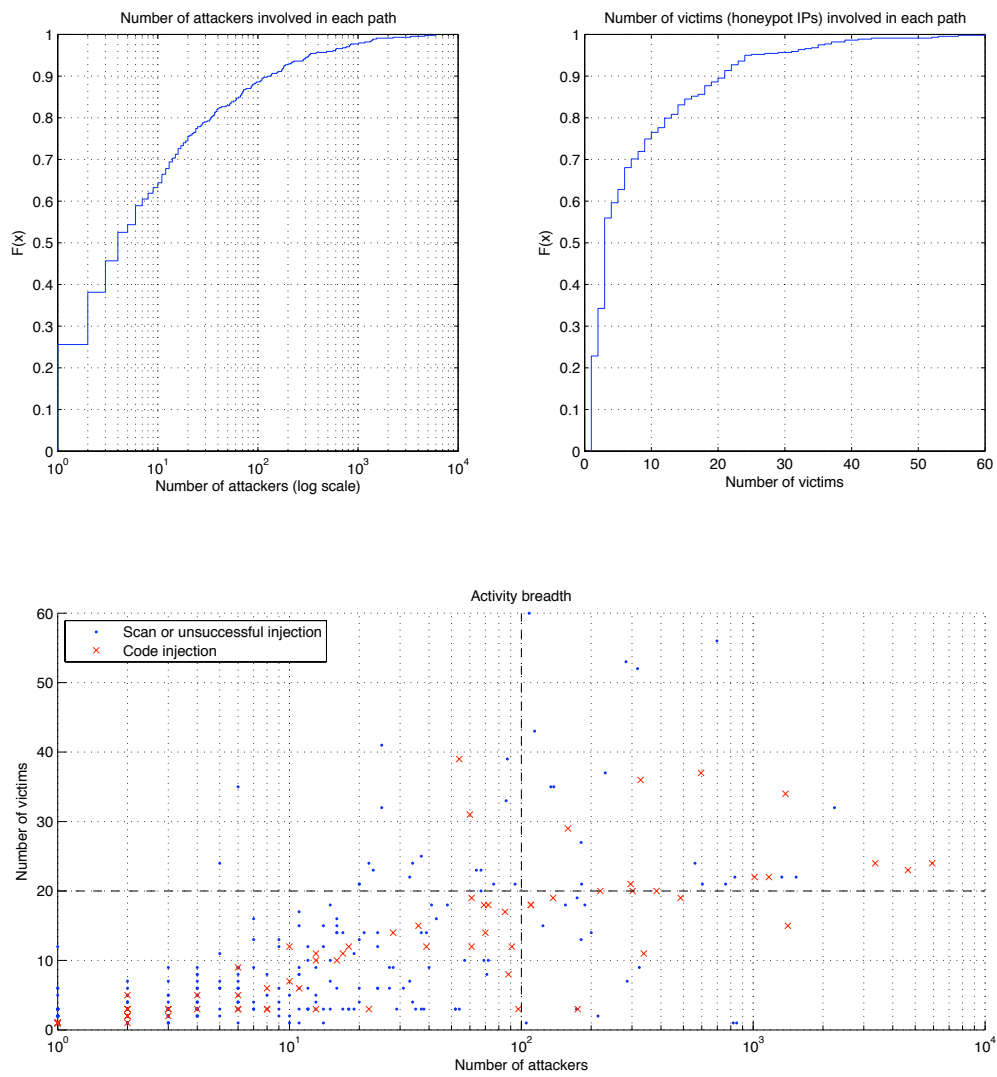 Number of attackers involved in each path
1
0.9
0.8
0.7
0.6
0.5
0.4
0.3
0.2
0.1
0
F(x)
10^0 10^1 10^2 10^3 10^4
Number of attackers (log scale)
Number of victims (honeypot IPs) involved in each path
1
0.9
0.8
0.7
0.6
0.5
0.4
0.3
0.2
0.1
0
F(x)
0 10 20 30 40 50 60
Number of victims
Activity breadth
Scan or unsuccessful injection
Code injection
60
50
40
30
20
10
0
Number of victims
10^0 10^1 10^2 10^3 10^4
Number of attackers